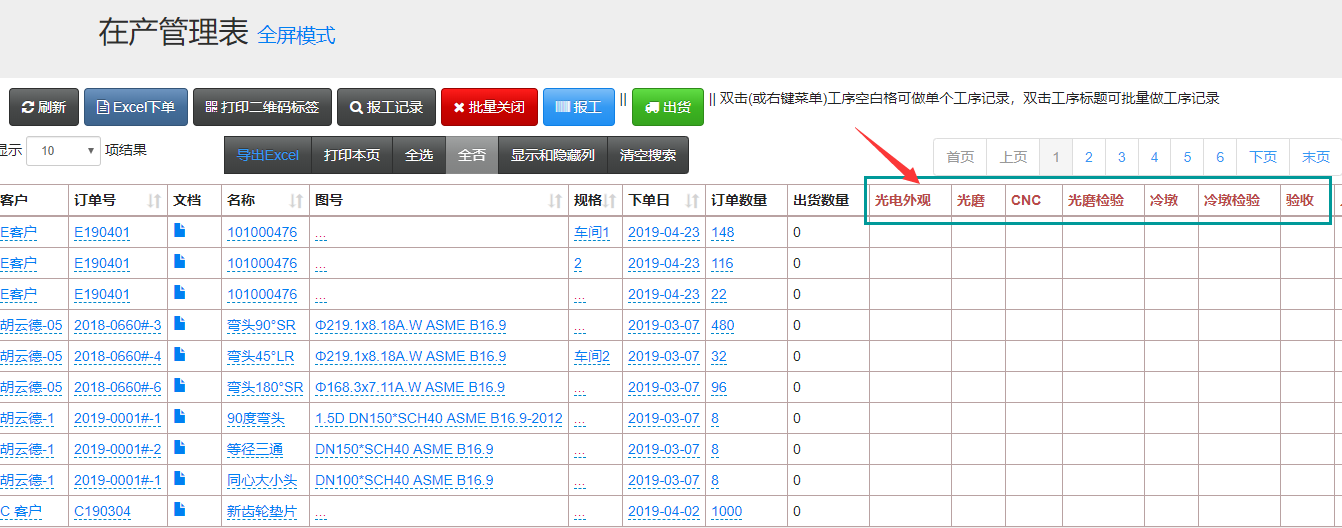 在产管理表 全屏模式
刷新 Excel下单 打印二维码标签 报工记录 批量关闭 || 报工 || 出货 || 双击(或右键菜单)工序空白格可做单个工序记录，双击工序标题可批量做工序记录
显示 10 项结果 导出Excel 打印本页 全选 全否 显示和隐藏列 清空搜索 首页 上页 1 2 3 4 5 6 下页 末页
客户 订单号 文档 名称 图号 规格 下单日 订单数量 出货数量 光电外观 光磨 CNC 光磨检验 冷墩 冷墩检验 验收
E客户 E190401 101000476 ... 车间1 2019-04-23 148 0
E客户 E190401 101000476 ... 2 2019-04-23 116 0
E客户 E190401 101000476 ... ... 2019-04-23 22 0
胡云德-05 2018-0660#-3 弯头90°SR Φ219.1x8.18A.W ASME B16.9 ... 2019-03-07 480 0
胡云德-05 2018-0660#-4 弯头45°LR Φ219.1x8.18A.W ASME B16.9 车间2 2019-03-07 32 0
胡云德-05 2018-0660#-6 弯头180°SR Φ168.3x7.11A.W ASME B16.9 ... 2019-03-07 96 0
胡云德-1 2019-0001#-1 90度弯头 1.5D DN150*SCH40 ASME B16.9-2012 ... 2019-03-07 8 0
胡云德-1 2019-0001#-2 等径三通 DN150*SCH40 ASME B16.9 ... 2019-03-07 8 0
胡云德-1 2019-0001#-1 同心大小头 DN100*SCH40 ASME B16.9 ... 2019-03-07 8 0
C 客户 C190304 新齿轮垫片 ... ... 2019-04-02 1000 0